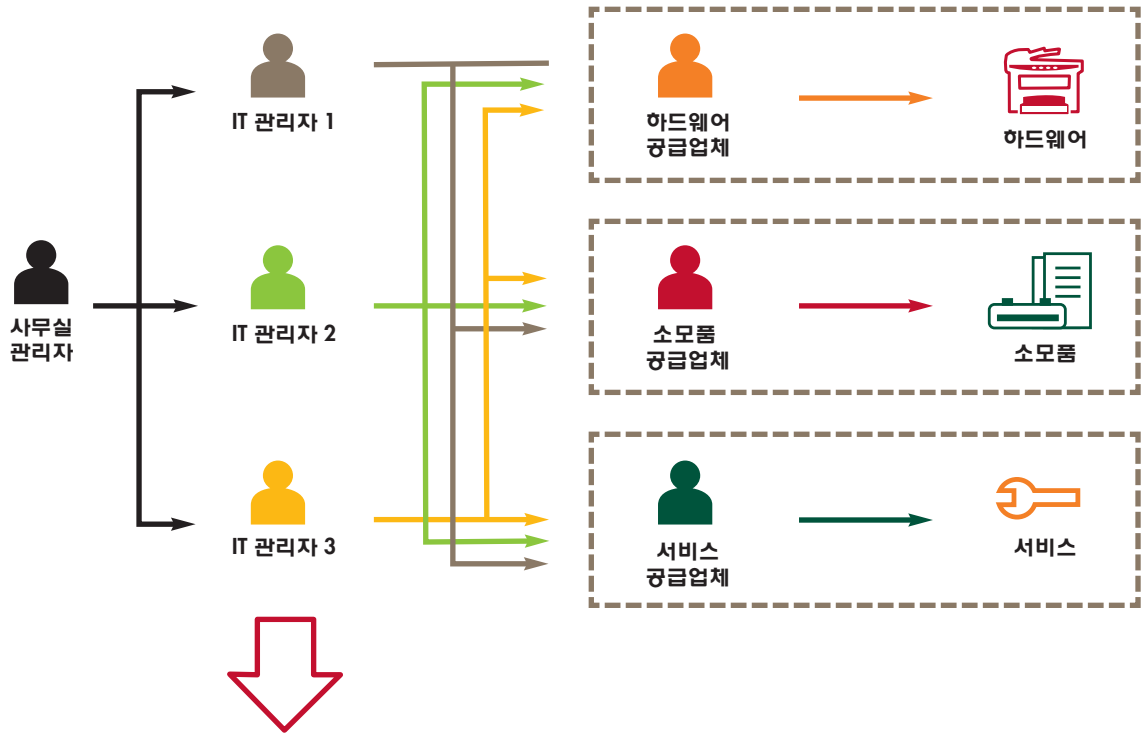 IT 관리자 1
하드웨어
공급업체
하드웨어
사무실
관리자
IT 관리자 2
소모품
공급업체
소모품
IT 관리자 3
서비스
공급업체
서비스